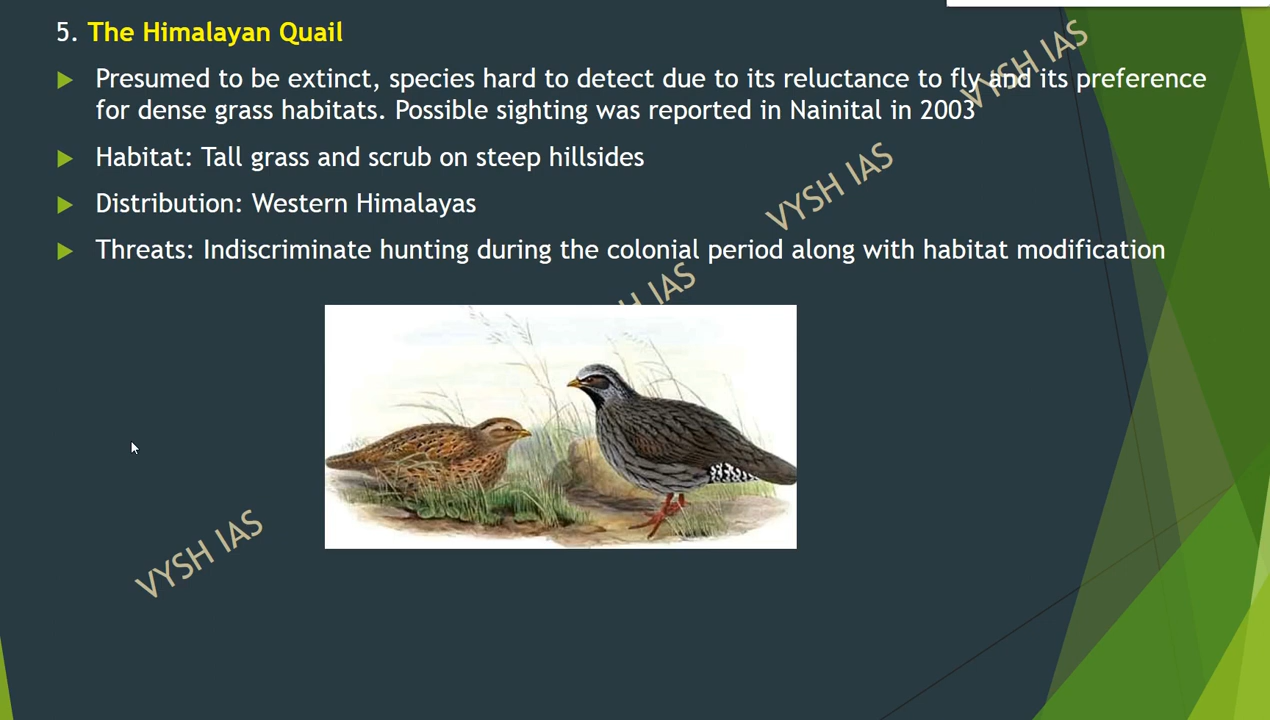 5. The Himalayan Quail
Presumed to be extinct, species hard to detect due to its reluctance to fly and its preference
for dense grass habitats. Possible sighting was reported in Nainital in 2003
Habitat: Tall grass and scrub on steep hillsides
Distribution: Western Himalayas
Threats: Indiscriminate hunting during the colonial period along with habitat modification
VYSH IAS
VYSH IAS
H IAS
VYSH IAS